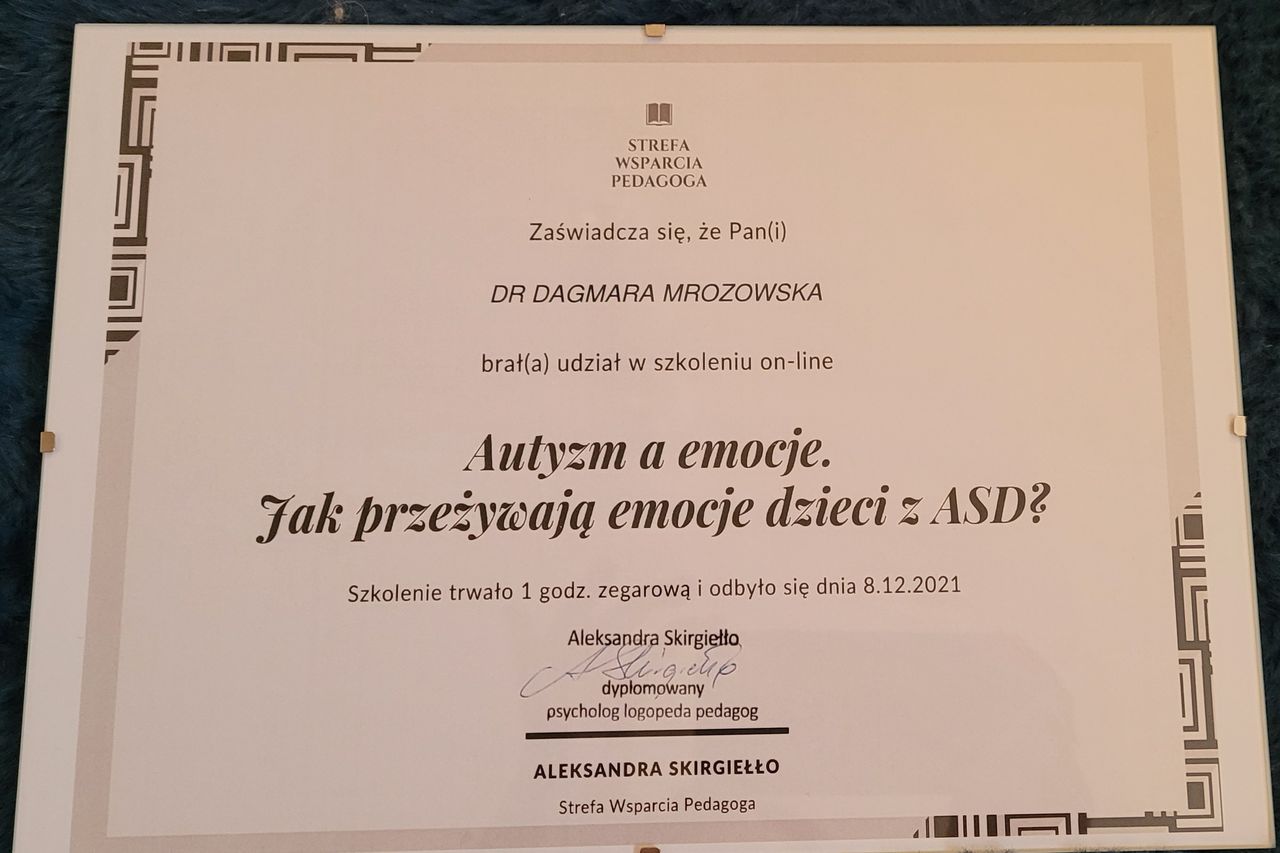 STREFA
WSPARCIA
PEDAGOGA
Zaświadcza się, że Pan(i)
DR DAGMARA MROZOWSKA
brał(a) udział w szkoleniu on-line
Autyzm a emocje.
Jak przeżywają emocje dzieci z ASD?
Szkolenie trwało 1 godz. zegarową i odbyło się dnia 8.12.2021
Aleksandra Skirgiełło
A Skirgiełło
dyplomowany
psycholog logopeda pedagog
ALEKSANDRA SKIRGIEŁŁO
Strefa Wsparcia Pedagoga